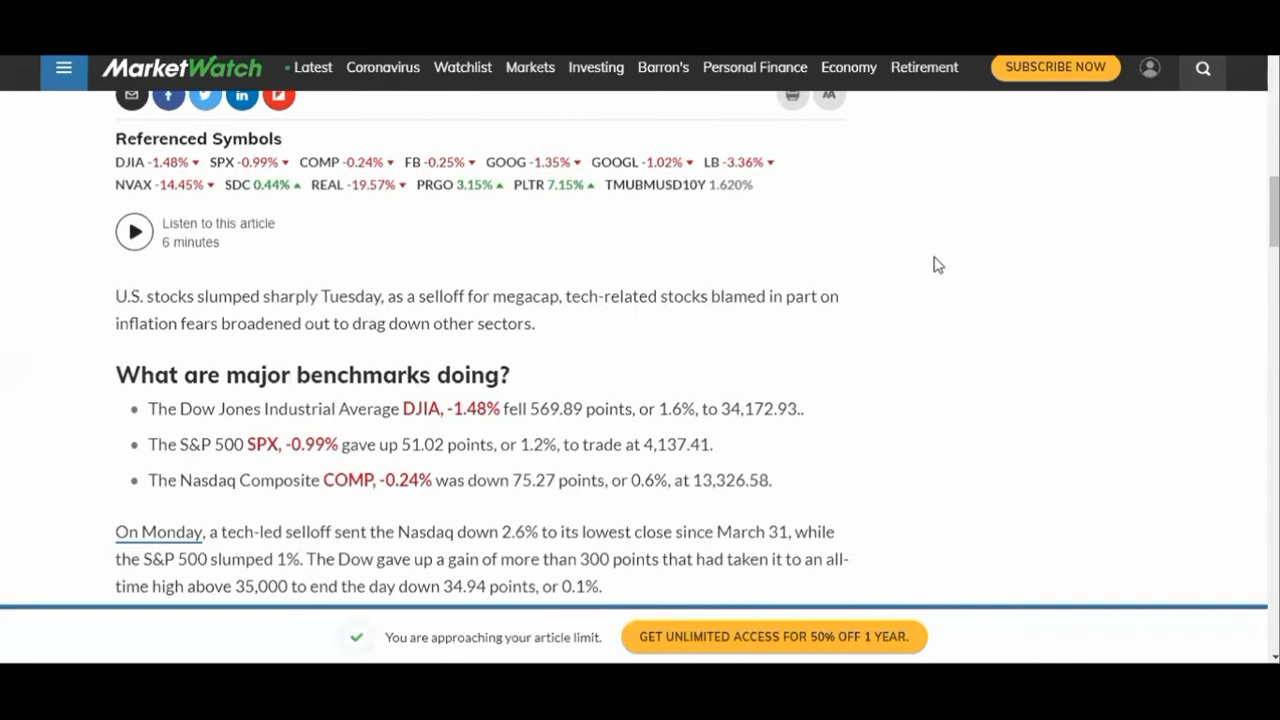 MarketWatch Latest Coronavirus Watchlist Markets Investing Barron's Personal Finance Economy Retirement SUBSCRIBE NOW
f in AA
Referenced Symbols
DJIA -1.48% SPX -0.99% COMP -0.24% FB -0.25% GOOG -1.35% GOOGL -1.02% LB -3.36%
NVAX -14.45% SDC 0.44% REAL -19.57% PRGO 3.15% PLTR 7.15% TMUBMUSD10Y 1.620%
Listen to this article
6 minutes
U.S. stocks slumped sharply Tuesday, as a selloff for megacap, tech-related stocks blamed in part on
inflation fears broadened out to drag down other sectors.
What are major benchmarks doing?
• The Dow Jones Industrial Average DJIA, -1.48% fell 569.89 points, or 1.6%, to 34,172.93..
• The S&P 500 SPX, -0.99% gave up 51.02 points, or 1.2%, to trade at 4,137.41.
• The Nasdaq Composite COMP, -0.24% was down 75.27 points, or 0.6%, at 13,326.58.
On Monday, a tech-led selloff sent the Nasdaq down 2.6% to its lowest close since March 31, while
the S&P 500 slumped 1%. The Dow gave up a gain of more than 300 points that had taken it to an all-
time high above 35,000 to end the day down 34.94 points, or 0.1%.
You are approaching your article limit. GET UNLIMITED ACCESS FOR 50% OFF 1 YEAR.